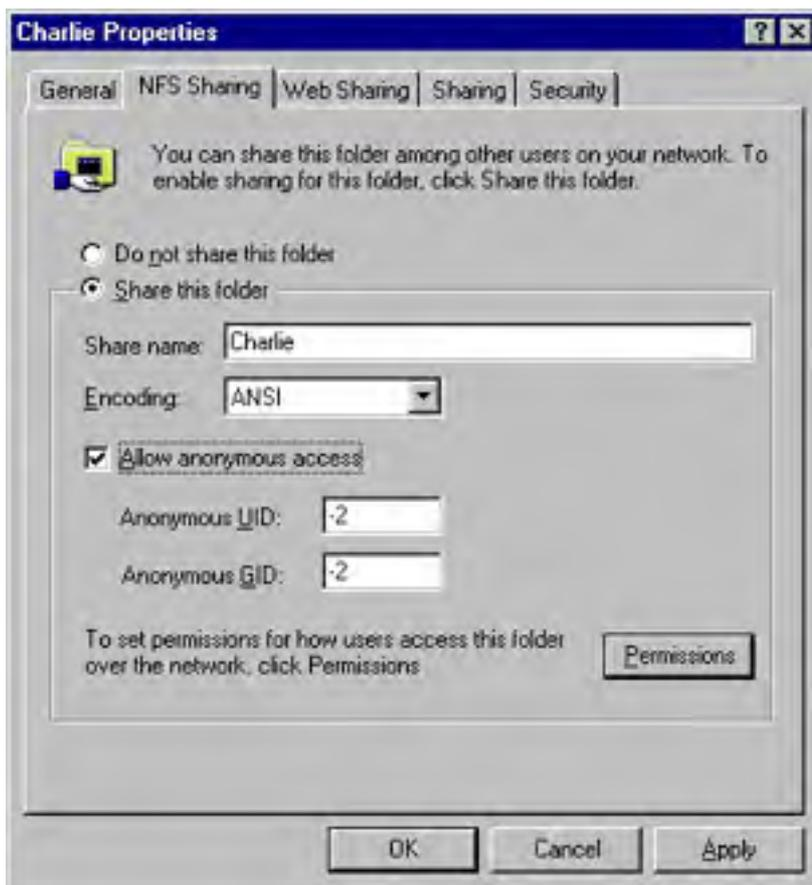 Charlie Properties
General NFS Sharing Web Sharing Sharing Security
You can share this folder among other users on your network. To
enable sharing for this folder, click Share this folder.
Do not share this folder
Share this folder
Share name: Charlie
Encoding: ANSI
Allow anonymous access
Anonymous UID: -2
Anonymous GID: -2
To set permissions for how users access this folder
over the network, click Permissions
Permissions
OK Cancel Apply